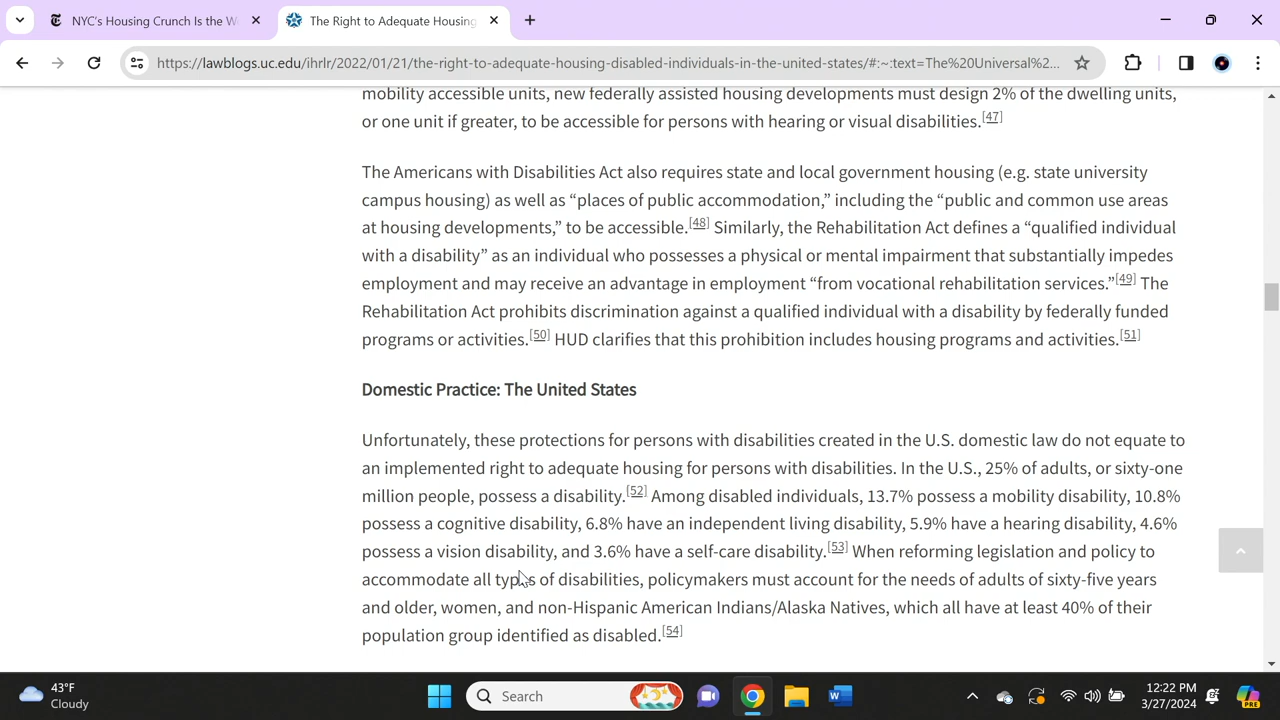 NYC's Housing Crunch Is the W
The Right to Adequate Housing:
https://lawblogs.uc.edu/ihrlr/2022/01/21/the-right-to-adequate-housing-disabled-individuals-in-the-united-states/#:~:text=The%20Universal%2...
mobility accessible units, new federally assisted housing developments must design 2% of the dwelling units,
or one unit if greater, to be accessible for persons with hearing or visual disabilities.[47]
The Americans with Disabilities Act also requires state and local government housing (e.g. state university
campus housing) as well as “places of public accommodation,” including the “public and common use areas
at housing developments,” to be accessible.[48] Similarly, the Rehabilitation Act defines a “qualified individual
with a disability” as an individual who possesses a physical or mental impairment that substantially impedes
employment and may receive an advantage in employment “from vocational rehabilitation services.”[49] The
Rehabilitation Act prohibits discrimination against a qualified individual with a disability by federally funded
programs or activities.[50] HUD clarifies that this prohibition includes housing programs and activities.[51]
Domestic Practice: The United States
Unfortunately, these protections for persons with disabilities created in the U.S. domestic law do not equate to
an implemented right to adequate housing for persons with disabilities. In the U.S., 25% of adults, or sixty-one
million people, possess a disability.[52] Among disabled individuals, 13.7% possess a mobility disability, 10.8%
possess a cognitive disability, 6.8% have an independent living disability, 5.9% have a hearing disability, 4.6%
possess a vision disability, and 3.6% have a self-care disability.[53] When reforming legislation and policy to
accommodate all types of disabilities, policymakers must account for the needs of adults of sixty-five years
and older, women, and non-Hispanic American Indians/Alaska Natives, which all have at least 40% of their
population group identified as disabled.[54]
43°F
Cloudy
Search
12:22 PM
3/27/2024
PRE